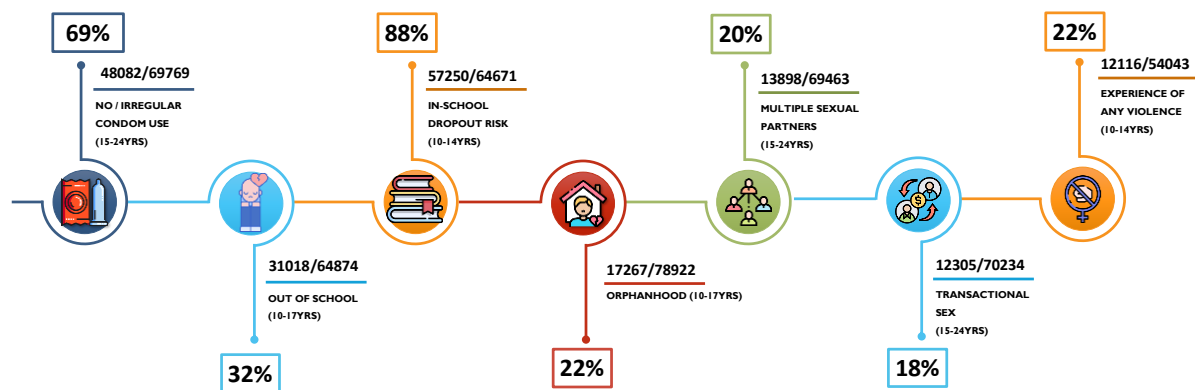 69%
48082/69769
NO / IRREGULAR
CONDOM USE
(15-24YRS)
31018/64874
OUT OF SCHOOL
(10-17YRS)
32%
88%
57250/64671
IN-SCHOOL
DROPOUT RISK
(10-14YRS)
17267/78922
ORPHANHOOD (10-17YRS)
22%
20%
13898/69463
MULTIPLE SEXUAL
PARTNERS
(15-24YRS)
$
12305/70234
TRANSACTIONAL
SEX
(15-24YRS)
18%
22%
12116/54043
EXPERIENCE OF
ANY VIOLENCE
(10-14YRS)